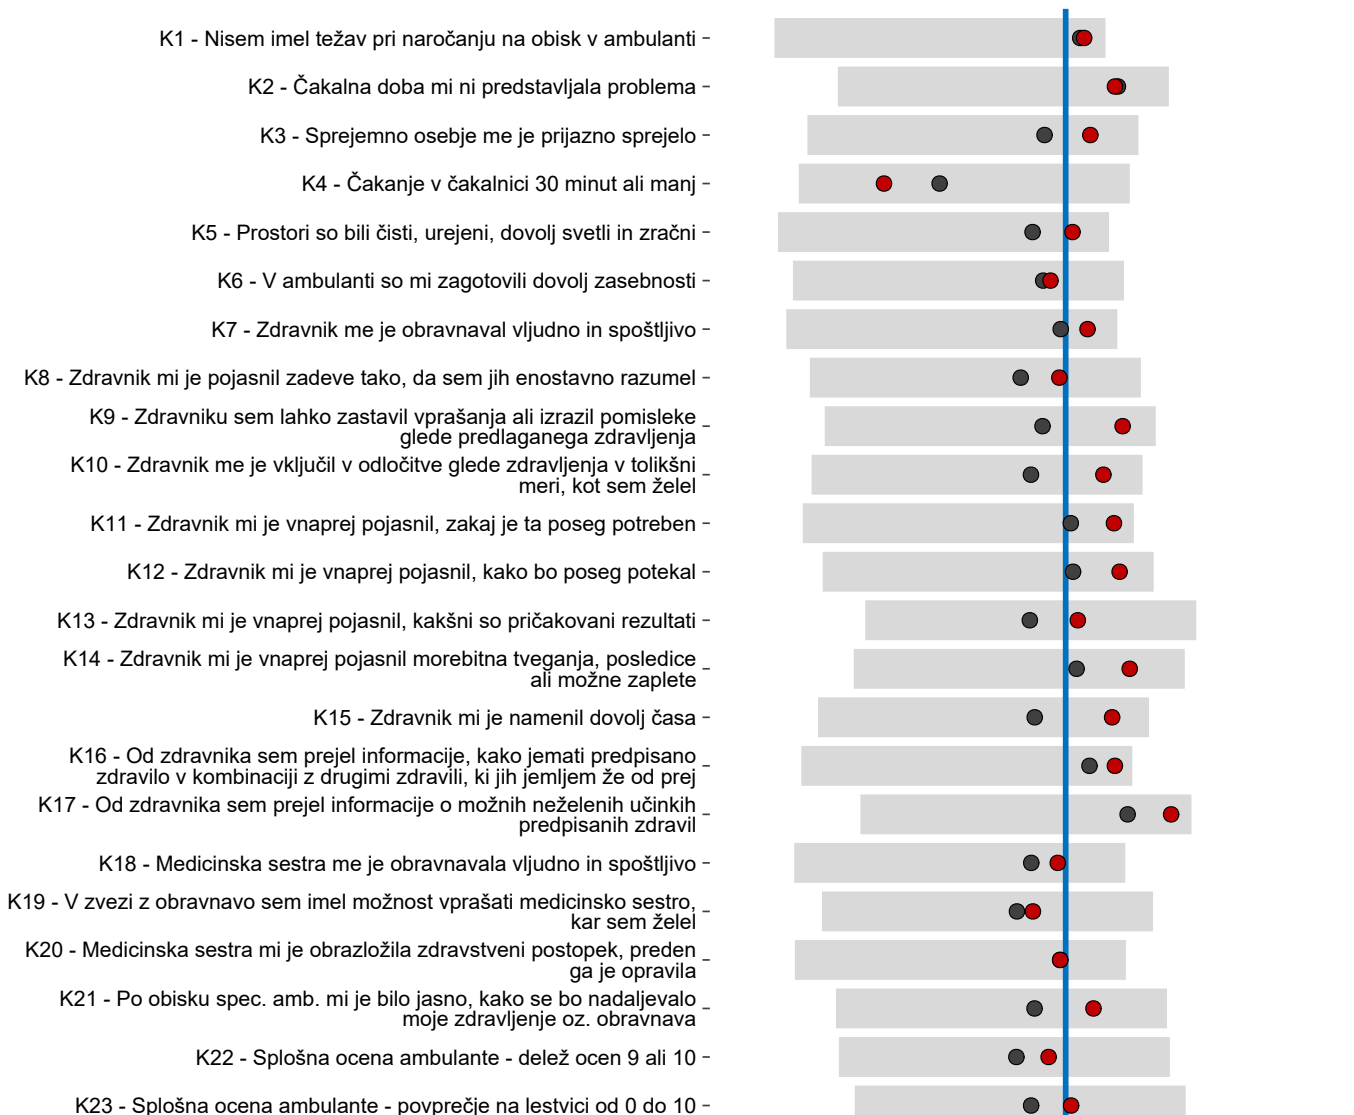 K1 - Nisem imel težav pri naročanju na obisk v ambulanti
K2 - Čakalna doba mi ni predstavljala problema
K3 - Sprejemno osebje me je prijazno sprejelo
K4 - Čakanje v čakalnici 30 minut ali manj
K5 - Prostori so bili čisti, urejeni, dovolj svetli in zračni
K6 - V ambulanti so mi zagotovili dovolj zasebnosti
K7 - Zdravnik me je obravnaval vljudno in spoštljivo
K8 - Zdravnik mi je pojasnil zadeve tako, da sem jih enostavno razumel
K9 - Zdravniku sem lahko zastavil vprašanja ali izrazil pomisleke
glede predlaganega zdravljenja
K10 - Zdravnik me je vključil v odločitve glede zdravljenja v tolikšni
meri, kot sem želel
K11 - Zdravnik mi je vnaprej pojasnil, zakaj je ta poseg potreben
K12 - Zdravnik mi je vnaprej pojasnil, kako bo poseg potekal
K13 - Zdravnik mi je vnaprej pojasnil, kakšni so pričakovani rezultati
K14 - Zdravnik mi je vnaprej pojasnil morebitna tveganja, posledice
ali možne zaplete
K15 - Zdravnik mi je namenil dovolj časa
K16 - Od zdravnika sem prejel informacije, kako jemati predpisano
zdravilo v kombinaciji z drugimi zdravili, ki jih jemljem že od prej
K17 - Od zdravnika sem prejel informacije o možnih neželenih učinkih
predpisanih zdravil
K18 - Medicinska sestra me je obravnavala vljudno in spoštljivo
K19 - V zvezi z obravnavo sem imel možnost vprašati medicinsko sestro,
kar sem želel
K20 - Medicinska sestra mi je obrazložila zdravstveni postopek, preden
ga je opravila
K21 - Po obisku spec. amb. mi je bilo jasno, kako se bo nadaljevalo
moje zdravljenje oz. obravnava
K22 - Splošna ocena ambulante - delež ocen 9 ali 10
K23 - Splošna ocena ambulante - povprečje na lestvici od 0 do 10